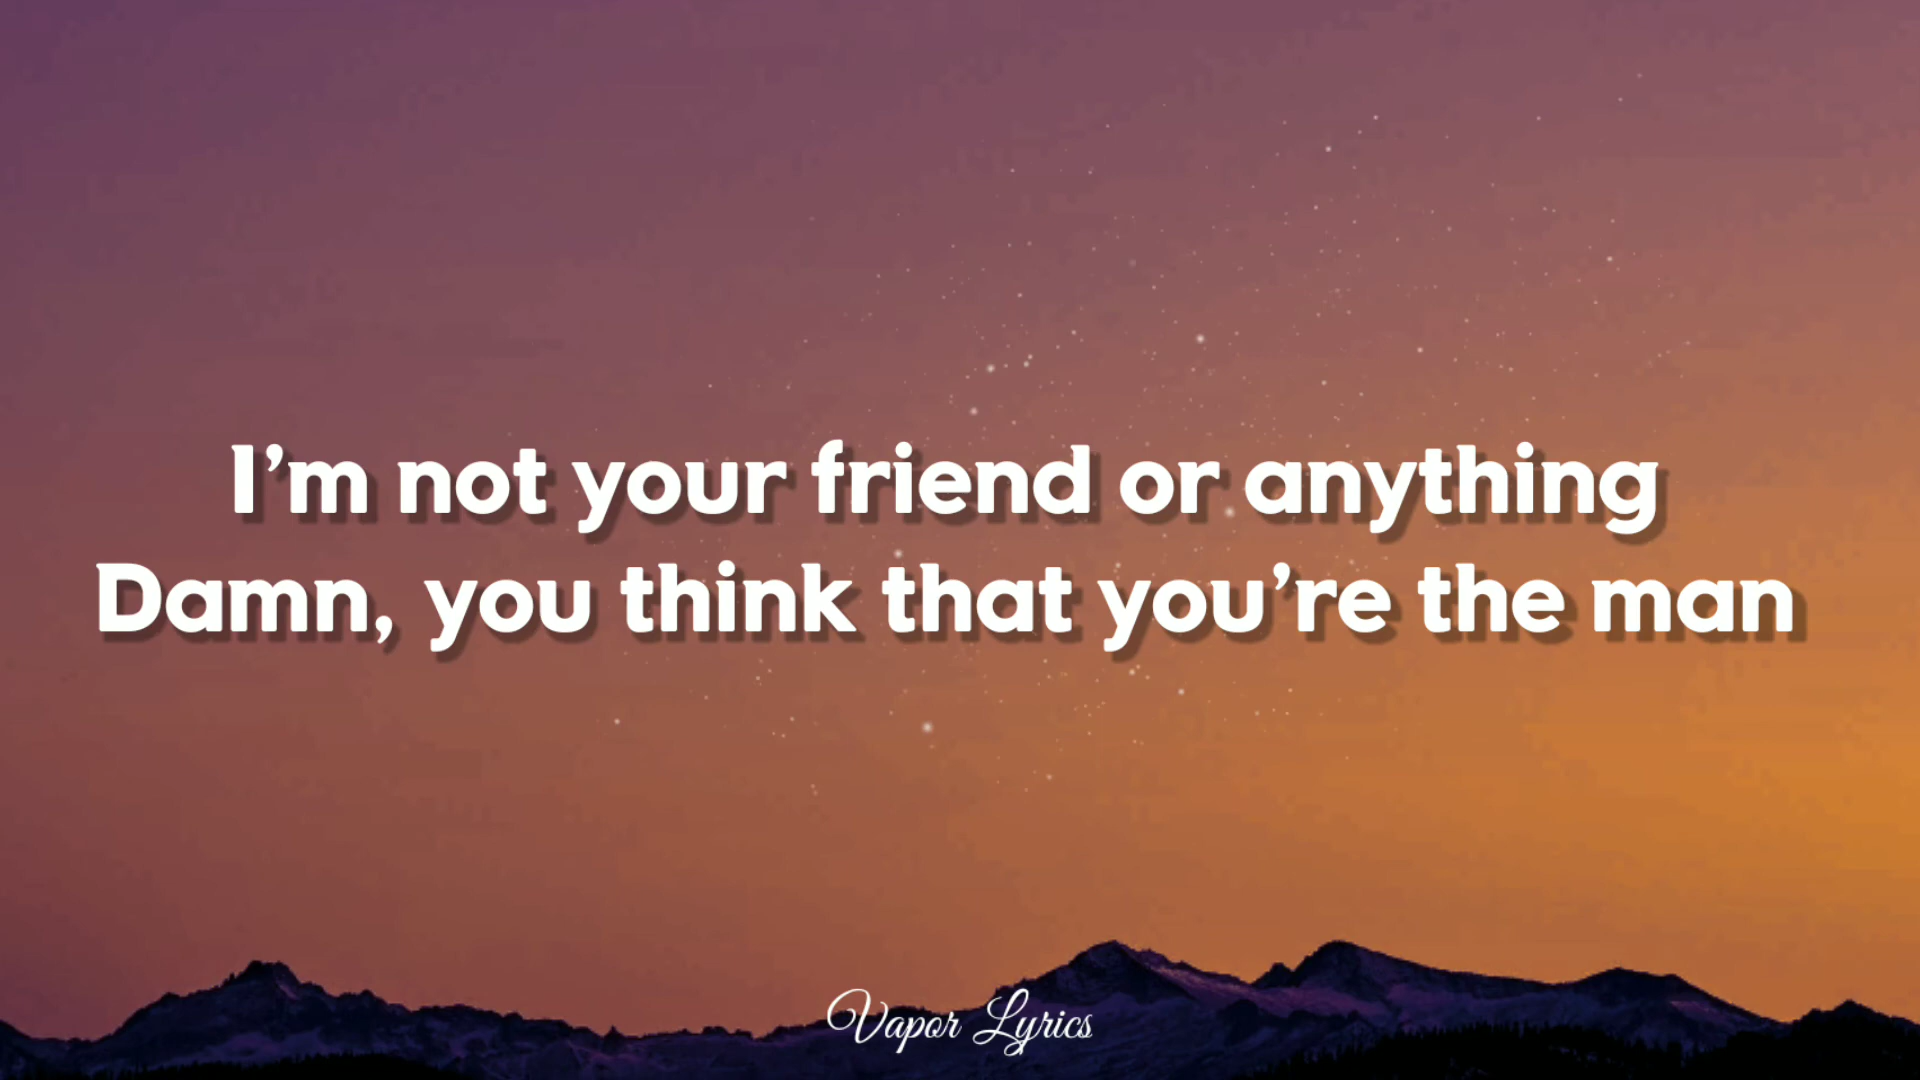 I’m not your friend or anything
Damn, you think that you’re the man
Vapor Lyrics